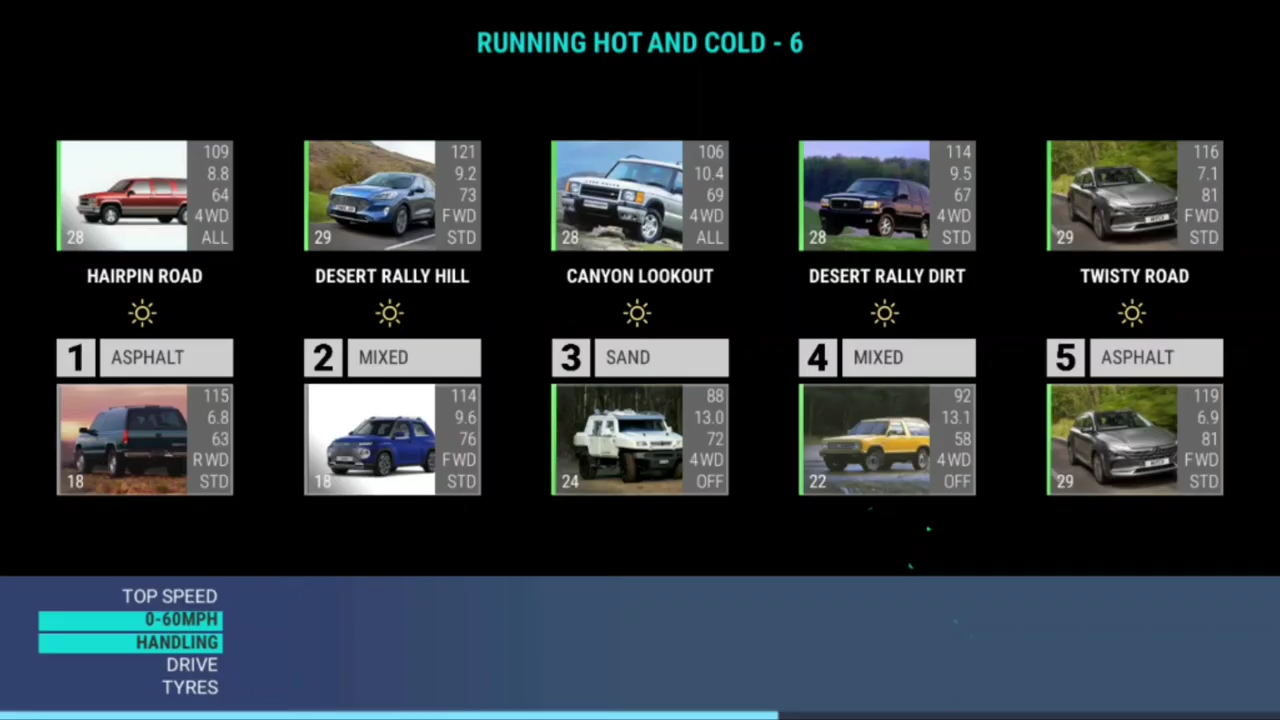 RUNNING HOT AND COLD - 6
109
8.8
64
4WD
ALL
28
121
9.2
73
FWD
STD
29
106
10.4
69
4WD
ALL
28
114
9.5
67
4WD
STD
28
116
7.1
81
FWD
STD
29
HAIRPIN ROAD
DESERT RALLY HILL
CANYON LOOKOUT
DESERT RALLY DIRT
TWISTY ROAD
1 ASPHALT
2 MIXED
3 SAND
4 MIXED
5 ASPHALT
115
6.8
63
RWD
STD
18
114
9.6
76
FWD
STD
18
88
13.0
72
4WD
OFF
24
92
13.1
58
4WD
OFF
22
119
6.9
81
FWD
STD
29
TOP SPEED
0-60MPH
HANDLING
DRIVE
TYRES